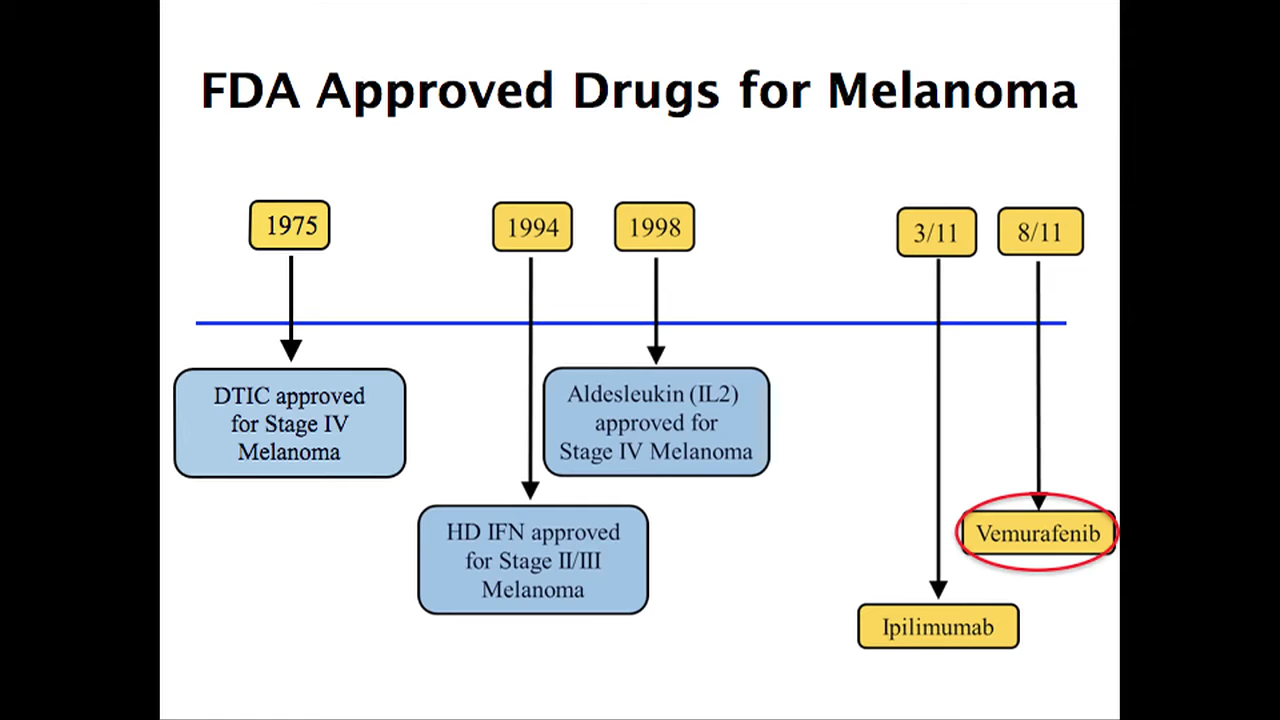 FDA Approved Drugs for Melanoma
1975
1994
1998
3/11
8/11
DTIC approved
for Stage IV
Melanoma
Aldesleukin (IL2)
approved for
Stage IV Melanoma
HD IFN approved
for Stage II/III
Melanoma
Vemurafenib
Ipilimumab